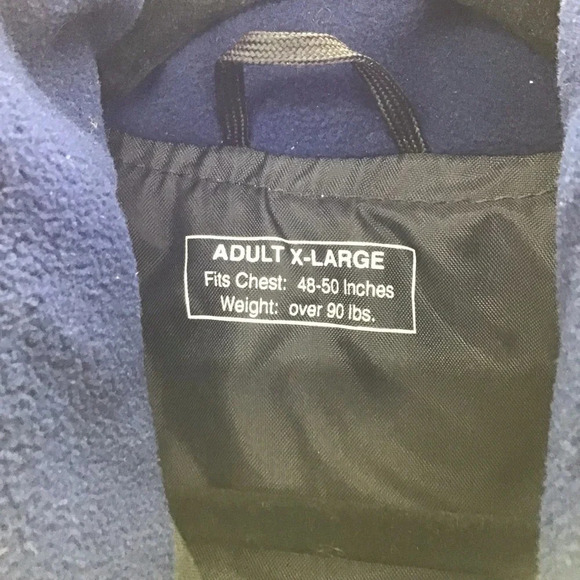 ADULT X-LARGE
Fits Chest: 48-50 Inches
Weight: over 90 lbs.